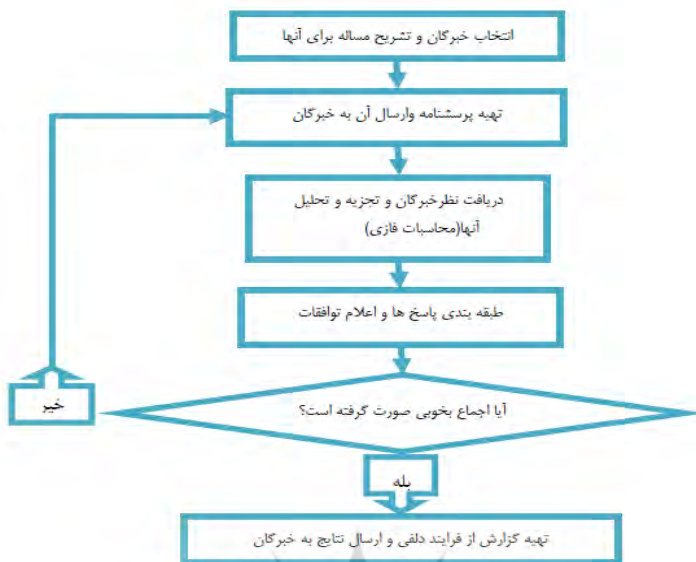 انتخاب خبرگان و تشریح مساله برای آنها
تهیه پرسشنامه وارسال آن به خبرگان
دریافت نظرخبرگان و تجزیه و تحلیل
آنها(محاسبات فازی)
طبقه بندی پاسخ ها و اعلام توافقات
آیا اجماع بخوبی صورت گرفته است؟
خیر
بله
تهیه گزارش از فرایند دلفی و ارسال نتایج به خبرگان